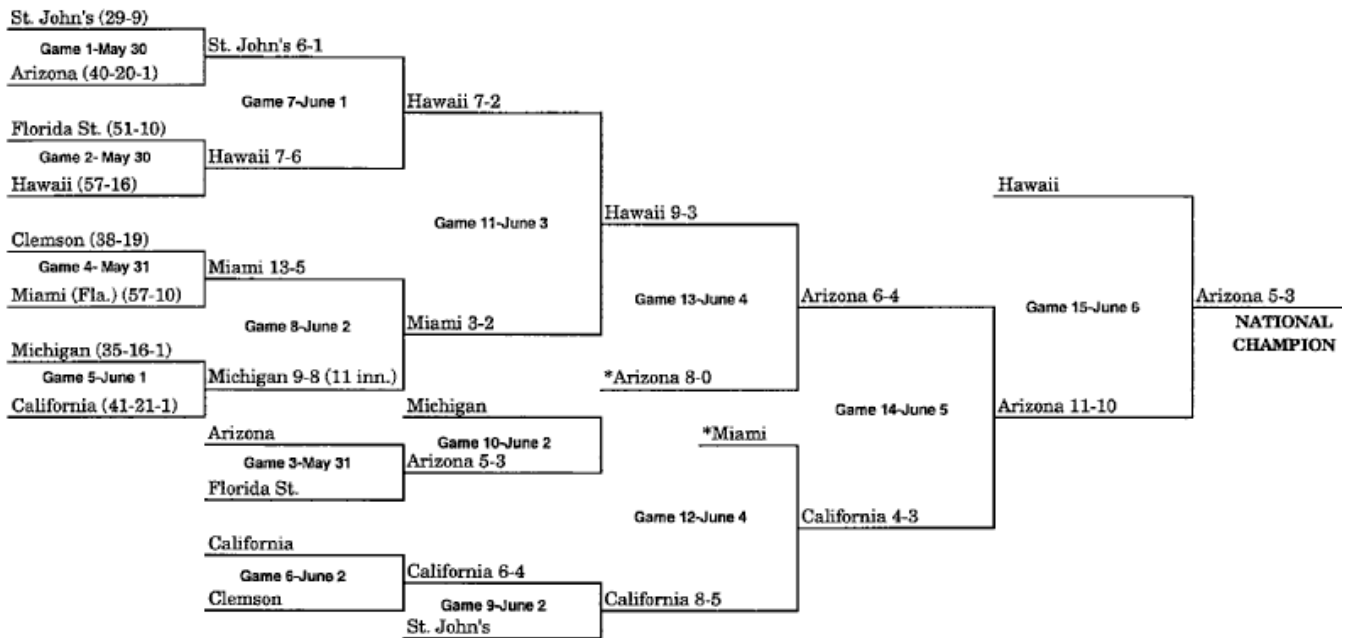 St. John's (29-9)
Game 1-May 30
Arizona (40-20-1)
St. John's 6-1
Game 7-June 1
Hawaii 7-2
Florida St. (51-10)
Game 2- May 30
Hawaii (57-16)
Hawaii 7-6
Game 11-June 3
Hawaii 9-3
Clemson (38-19)
Game 4- May 31
Miami (Fla.) (57-10)
Miami 13-5
Game 8-June 2
Miami 3-2
Michigan (35-16-1)
Game 5-June 1
California (41-21-1)
Michigan 9-8 (11 inn.)
Game 13-June 4
Arizona 6-4
*Arizona 8-0
Michigan
Game 10-June 2
Arizona
Game 3-May 31
Florida St.
Arizona 5-3
Game 14-June 5
Arizona 11-10
*Miami
Game 12-June 4
California 4-3
California
Game 6-June 2
Clemson
California 6-4
Game 9-June 2
St. John's
California 8-5
Hawaii
Game 15-June 6
Arizona 5-3
NATIONAL
CHAMPION